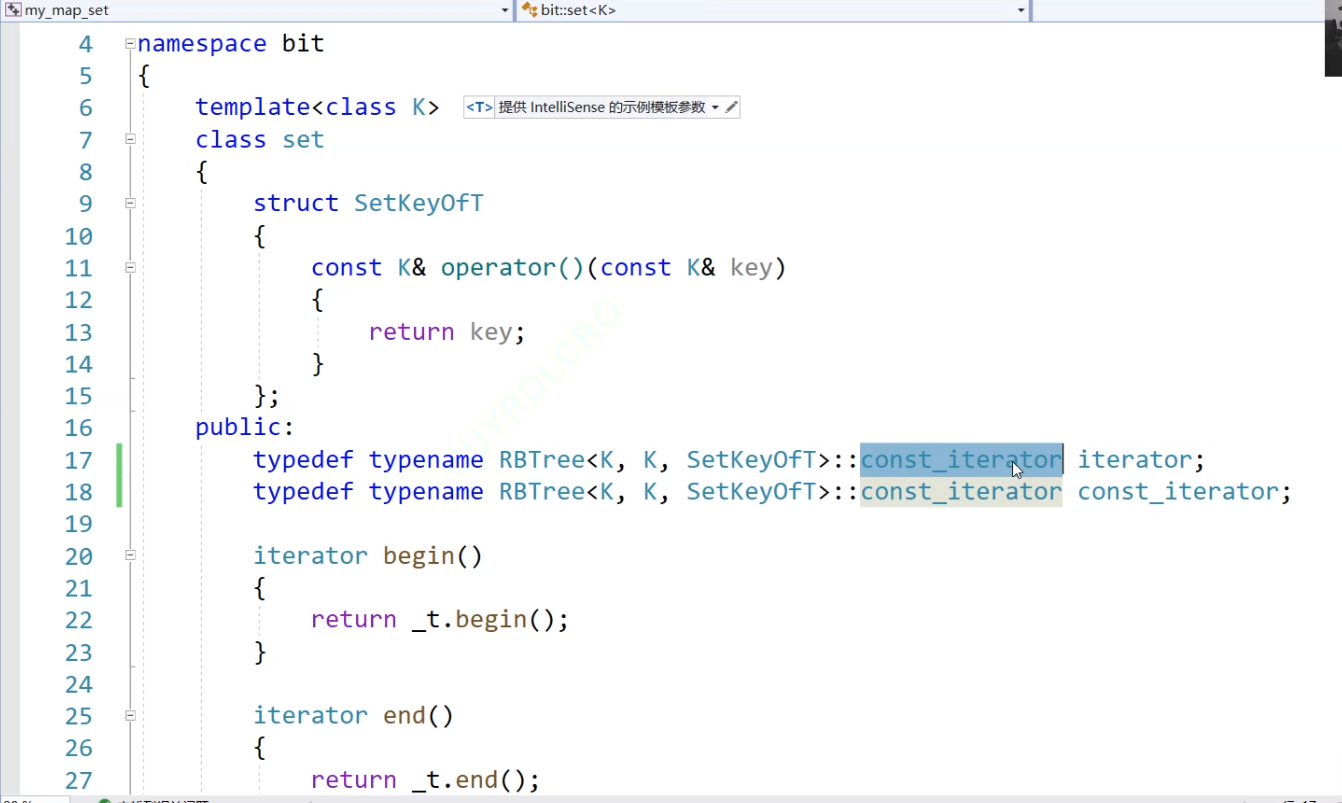 my_map_set bit::set<K>
4 namespace bit
5 {
6 template<class K> <T> 提供 IntelliSense 的示例模板参数
7 class set
8 {
9 struct SetKeyOfT
10 {
11 const K& operator()(const K& key)
12 {
13 return key;
14 }
15 };
16 public:
17 typedef typename RBTree<K, K, SetKeyOfT>::const_iterator iterator;
18 typedef typename RBTree<K, K, SetKeyOfT>::const_iterator const_iterator;
19
20 iterator begin()
21 {
22 return _t.begin();
23 }
24
25 iterator end()
26 {
27 return _t.end();